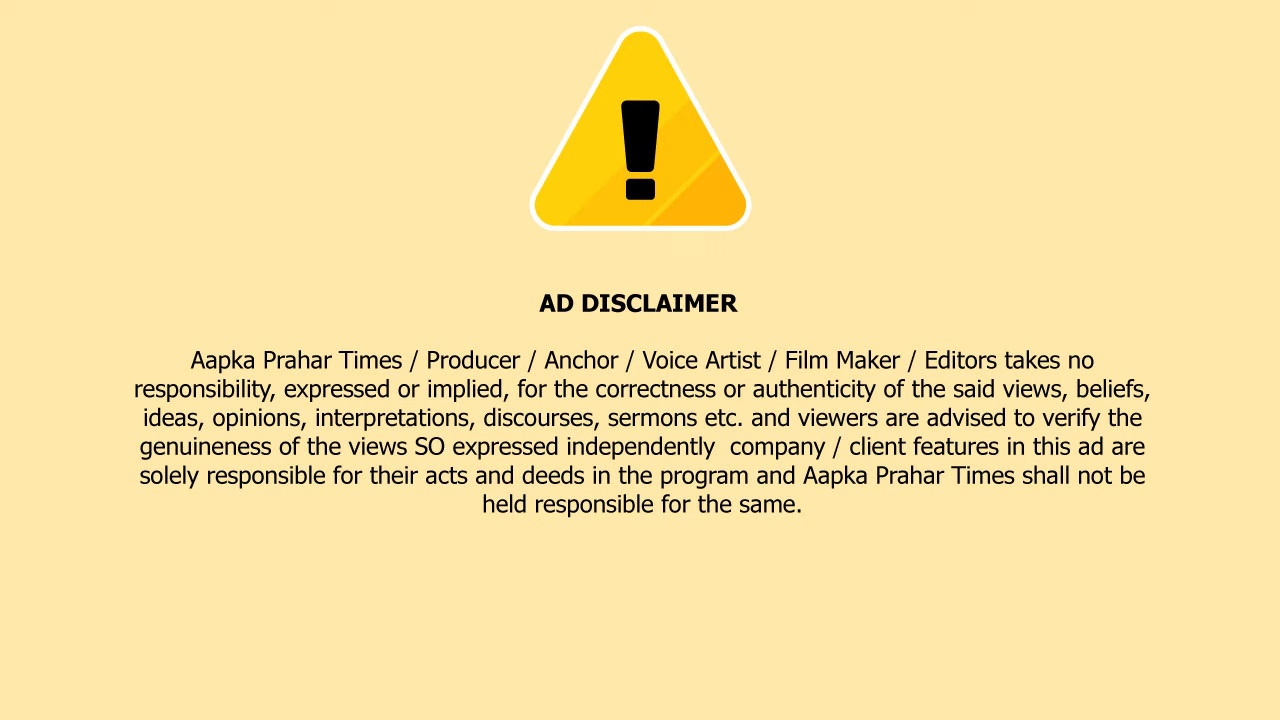 AD DISCLAIMER
Aapka Prahar Times / Producer / Anchor / Voice Artist / Film Maker / Editors takes no
responsibility, expressed or implied, for the correctness or authenticity of the said views, beliefs,
ideas, opinions, interpretations, discourses, sermons etc. and viewers are advised to verify the
genuineness of the views SO expressed independently  company / client features in this ad are
solely responsible for their acts and deeds in the program and Aapka Prahar Times shall not be
held responsible for the same.